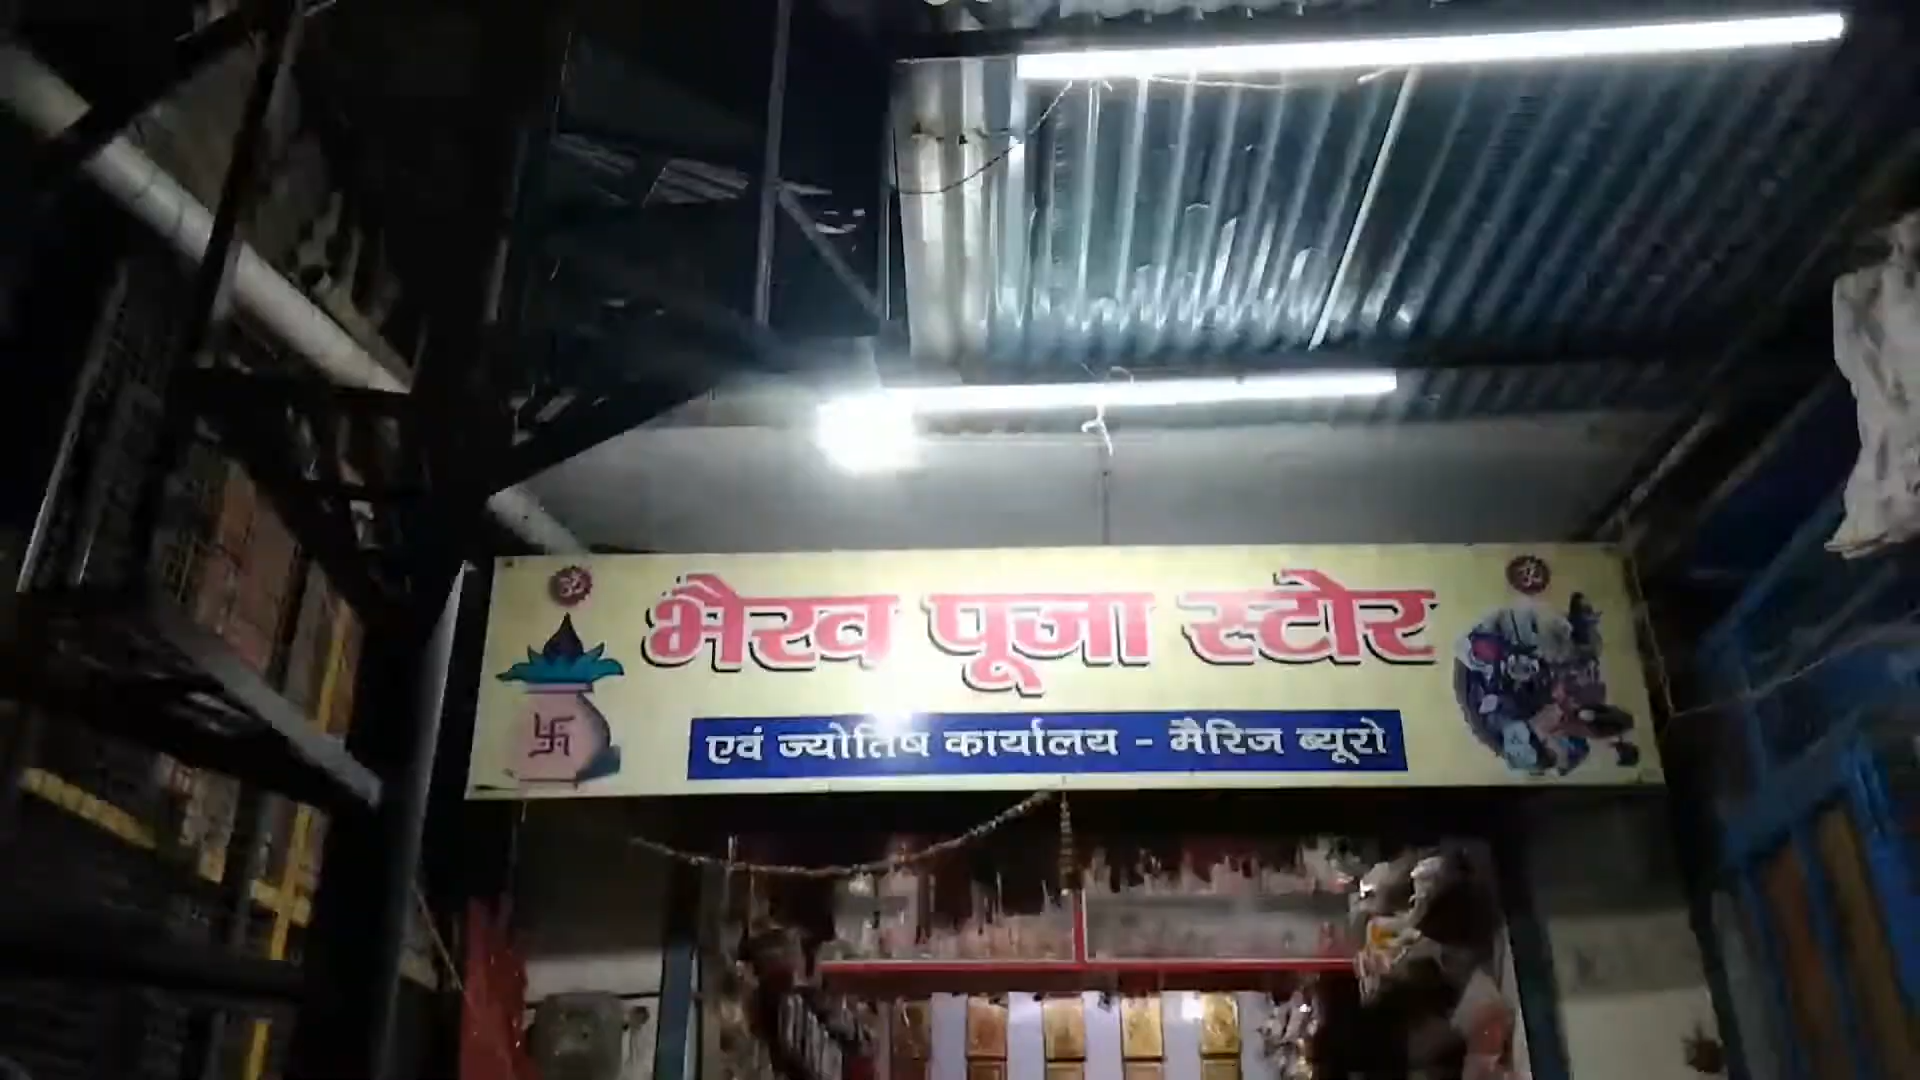 ॐ
ॐ
भैरव पूजा स्टोर
एवं ज्योतिष कार्यालय - मैरिज ब्यूरो